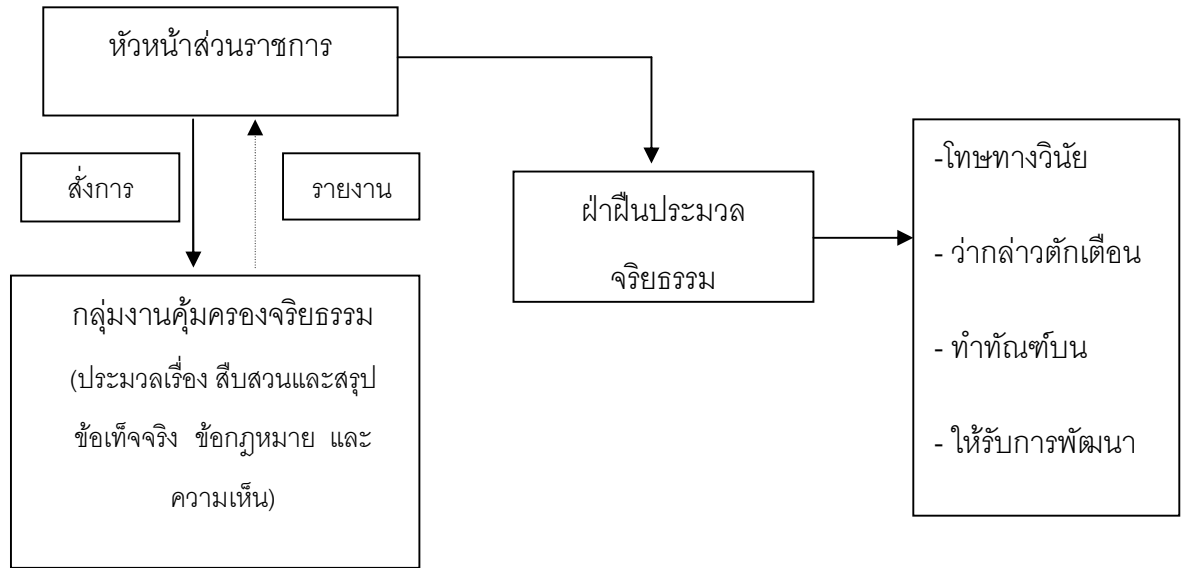 หัวหน้าส่วนราชการ
สั่งการ
รายงาน
กลุ่มงานคุ้มครองจริยธรรม
(ประมวลเรื่อง สืบสวนและสรุป
ข้อเท็จจริง ข้อกฎหมาย และ
ความเห็น)
ฝ่าฝืนประมวล
จริยธรรม
-โทษทางวินัย
- ว่ากล่าวตักเตือน
- ทำทัณฑ์บน
- ให้รับการพัฒนา